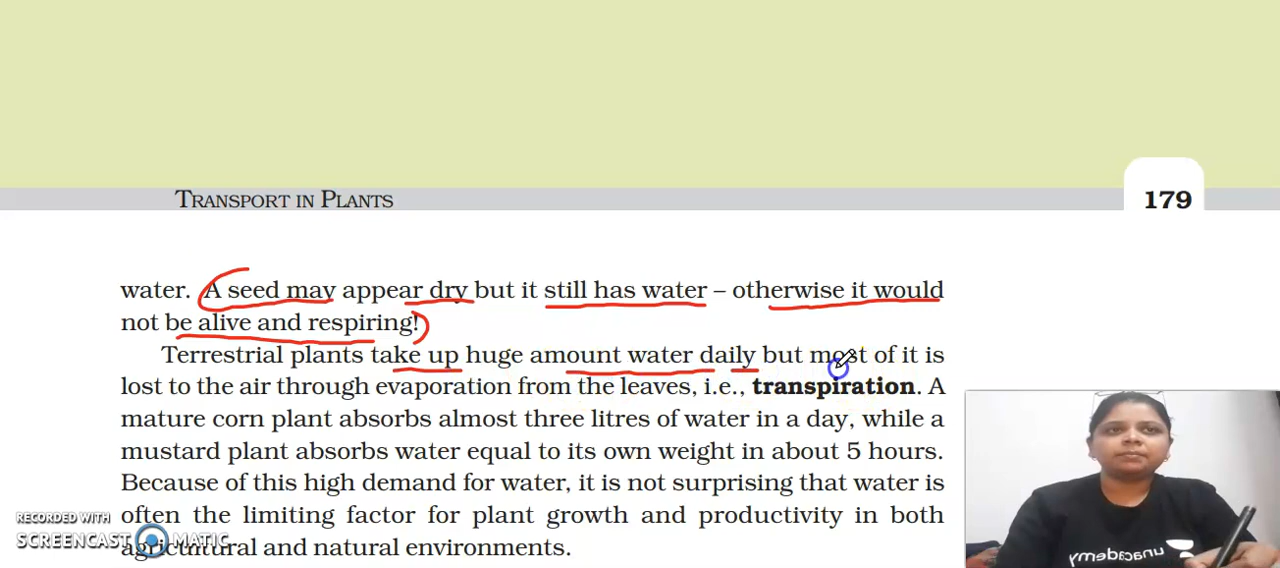 TRANSPORT IN PLANTS
179
water. A seed may appear dry but it still has water – otherwise it would
not be alive and respiring!
Terrestrial plants take up huge amount water daily but most of it is
lost to the air through evaporation from the leaves, i.e., transpiration. A
mature corn plant absorbs almost three litres of water in a day, while a
mustard plant absorbs water equal to its own weight in about 5 hours.
Because of this high demand for water, it is not surprising that water is
often the limiting factor for plant growth and productivity in both
agricultural and natural environments.
RECORDED WITH
SCREENCAST MATIC
unacademy